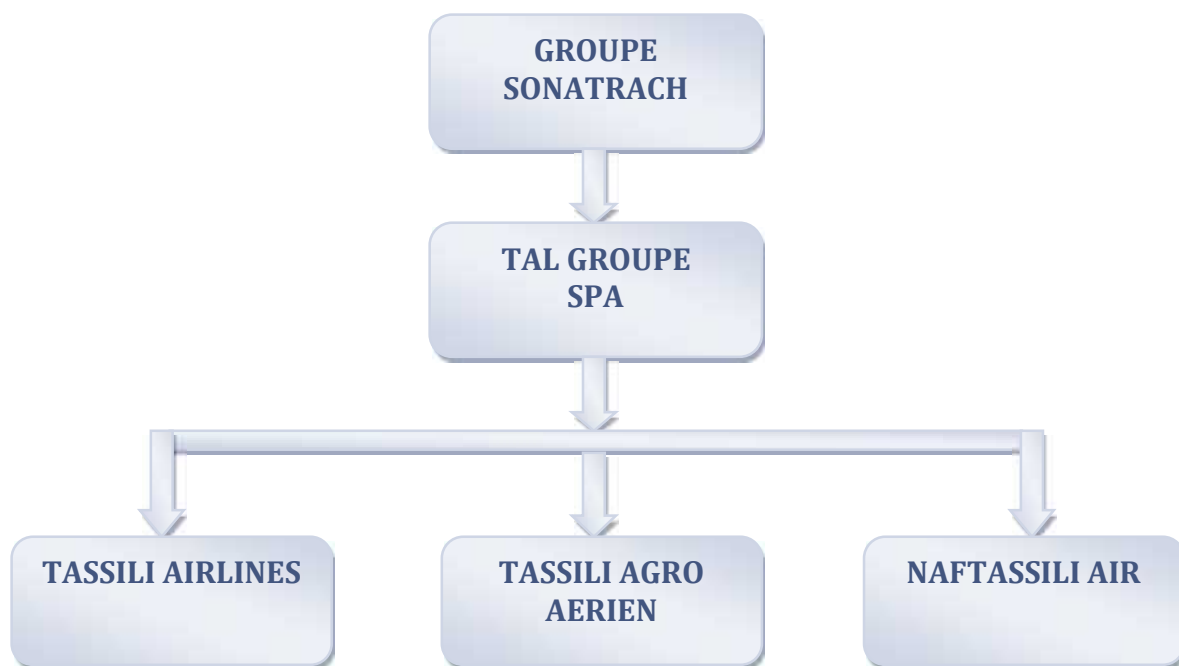 GROUPE
SONATRACH
TAL GROUPE
SPA
TASSILI AIRLINES
TASSILI AGRO
AERIEN
NAFTASSILI AIR